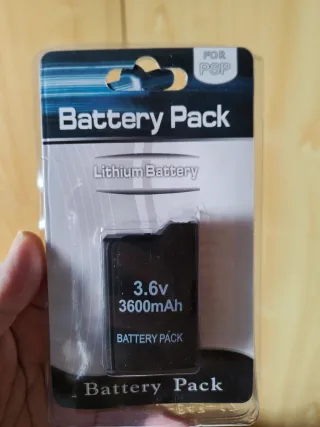 FOR
PSP
Battery Pack
Lithium Battery
3.6v
3600mAh
BATTERY PACK
Battery Pack